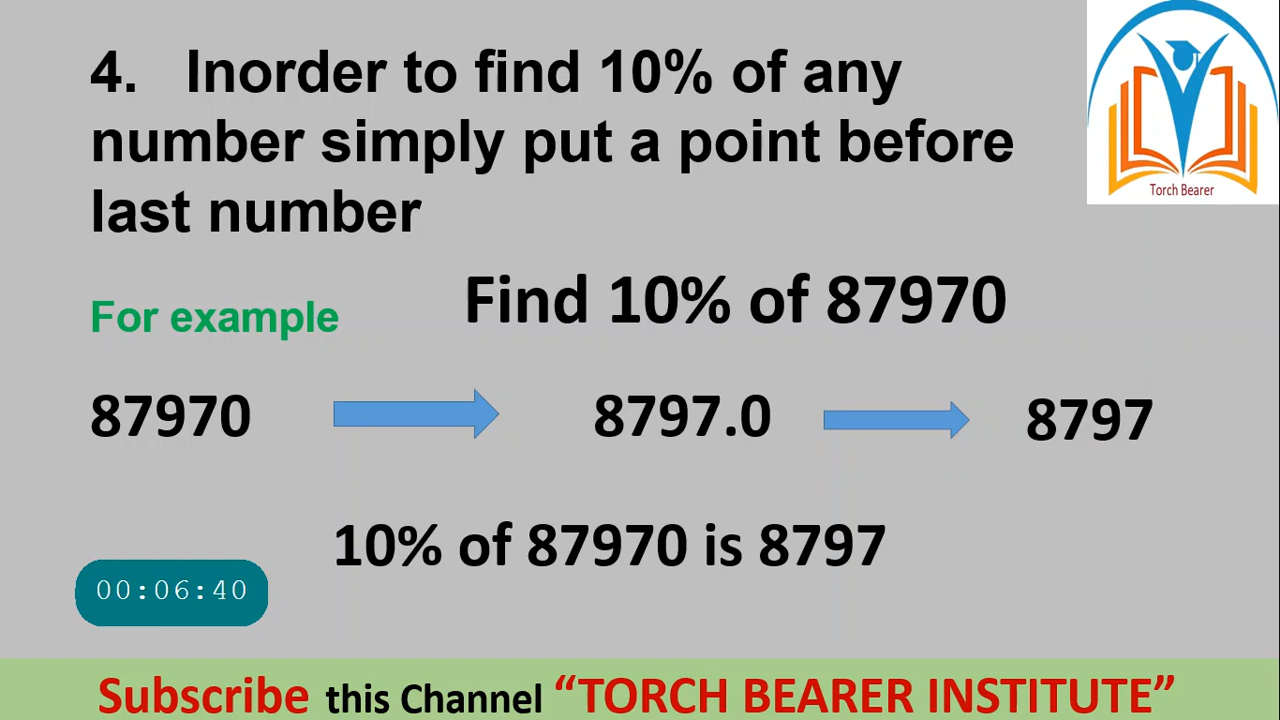 4. Inorder to find 10% of any
number simply put a point before
last number
Torch Bearer
For example
Find 10% of 87970
87970
8797.0
8797
10% of 87970 is 8797
00:06:40
Subscribe this Channel “TORCH BEARER INSTITUTE”